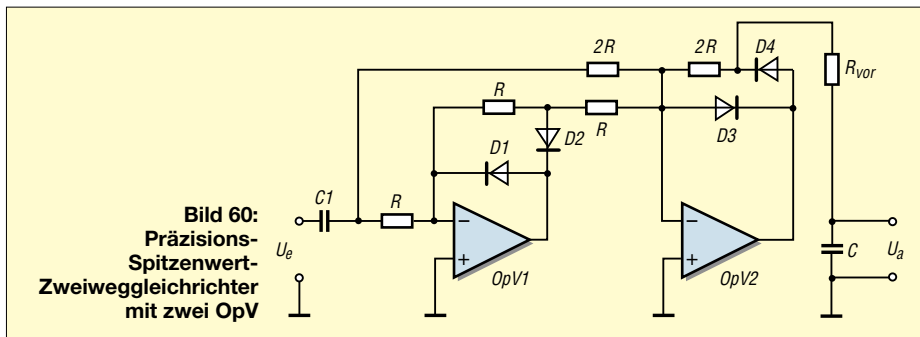 2R
2R
D4
R_vor
R
R
D2
D3
D1
C1
R
Bild 60:
Präzisions-
Spitzenwert-
Zweiweggleichrichter
mit zwei OpV
U_e
−
+
OpV1
−
+
OpV2
C
U_a